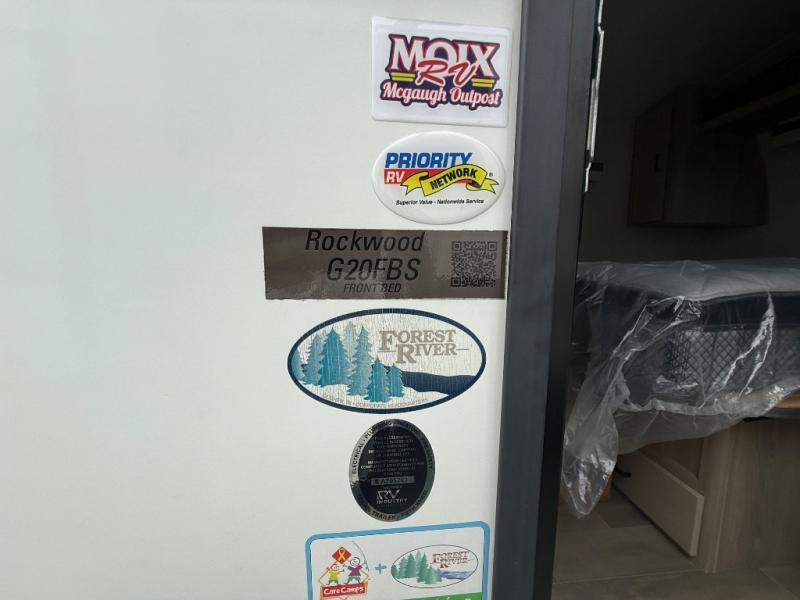 MOIX
RV
Mcgaugh Outpost
PRIORITY
RV NETWORK ®
Superior Value - Nationwide Service
Rockwood
G20FBS
FRONT BED
FOREST
RIVER
RV
INDUSTRY
FOREST
RIVER
Care Camps
+